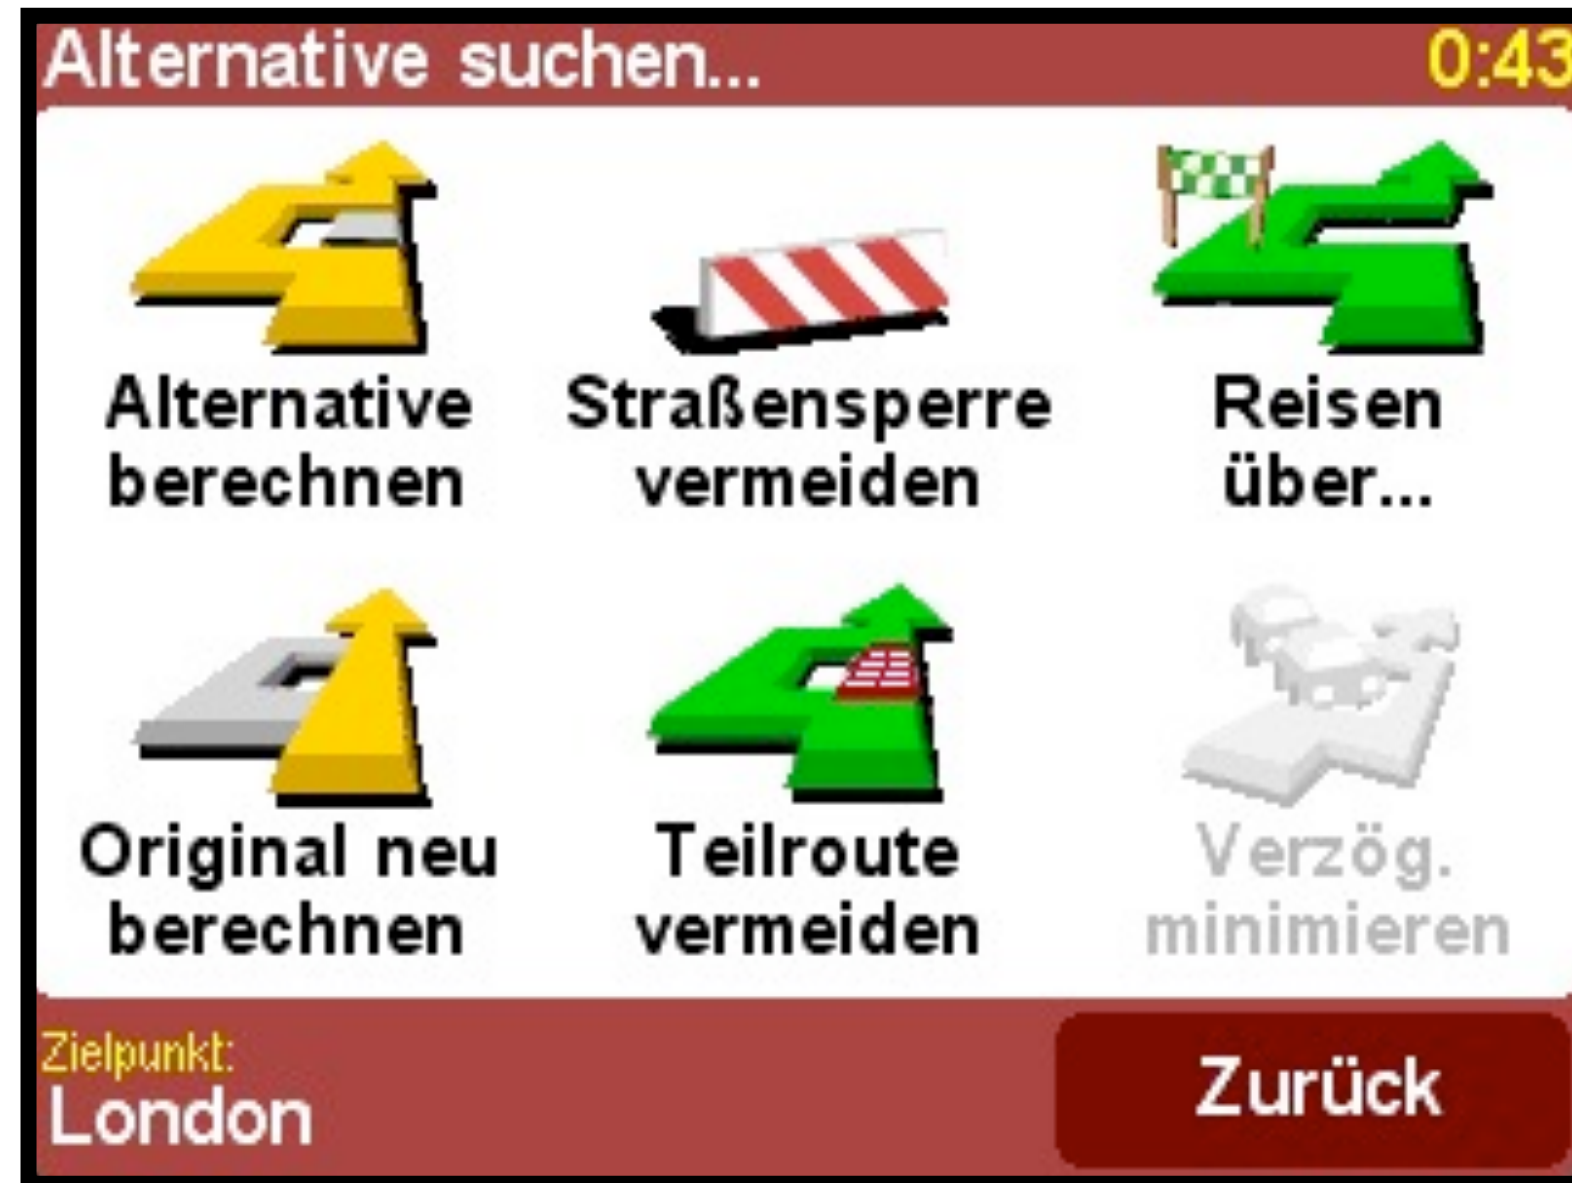 Alternative suchen...
0:43
Alternative
berechnen
Straßensperre
vermeiden
Reisen
über...
Original neu
berechnen
Teilroute
vermeiden
Verzög.
minimieren
Zielpunkt:
London
Zurück